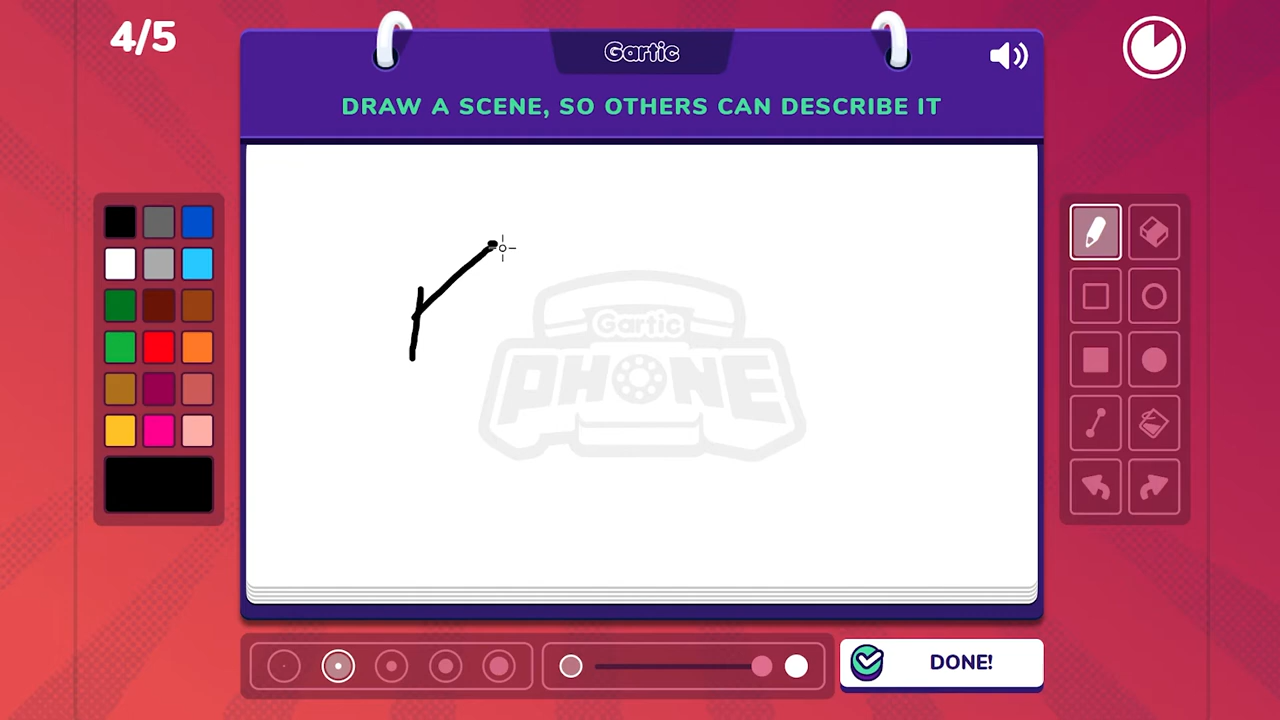 4/5
Gartic
DRAW A SCENE, SO OTHERS CAN DESCRIBE IT
Gartic
PHONE
DONE!